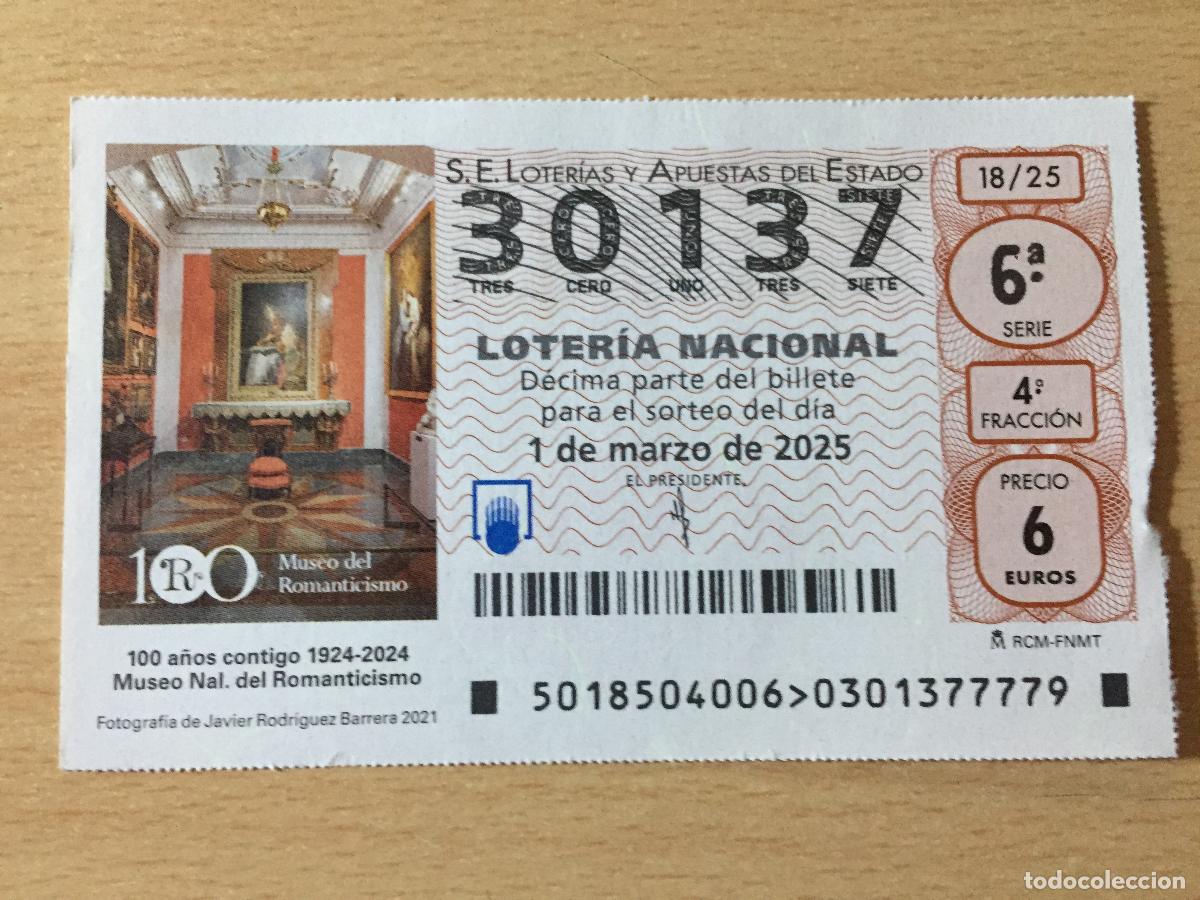 S.E. LOTERÍAS Y APUESTAS DEL ESTADO
30137
TRES CERO UNO TRES SIETE
LOTERÍA NACIONAL
Décima parte del billete
para el sorteo del día
1 de marzo de 2025
EL PRESIDENTE,
18/25
6ª
SERIE
4ª
FRACCIÓN
PRECIO
6
EUROS
RCM-FNMT
100 Museo del
Romanticismo
100 años contigo 1924-2024
Museo Nal. del Romanticismo
Fotografía de Javier Rodríguez Barrera 2021
5018504006>0301377779
todocoleccion